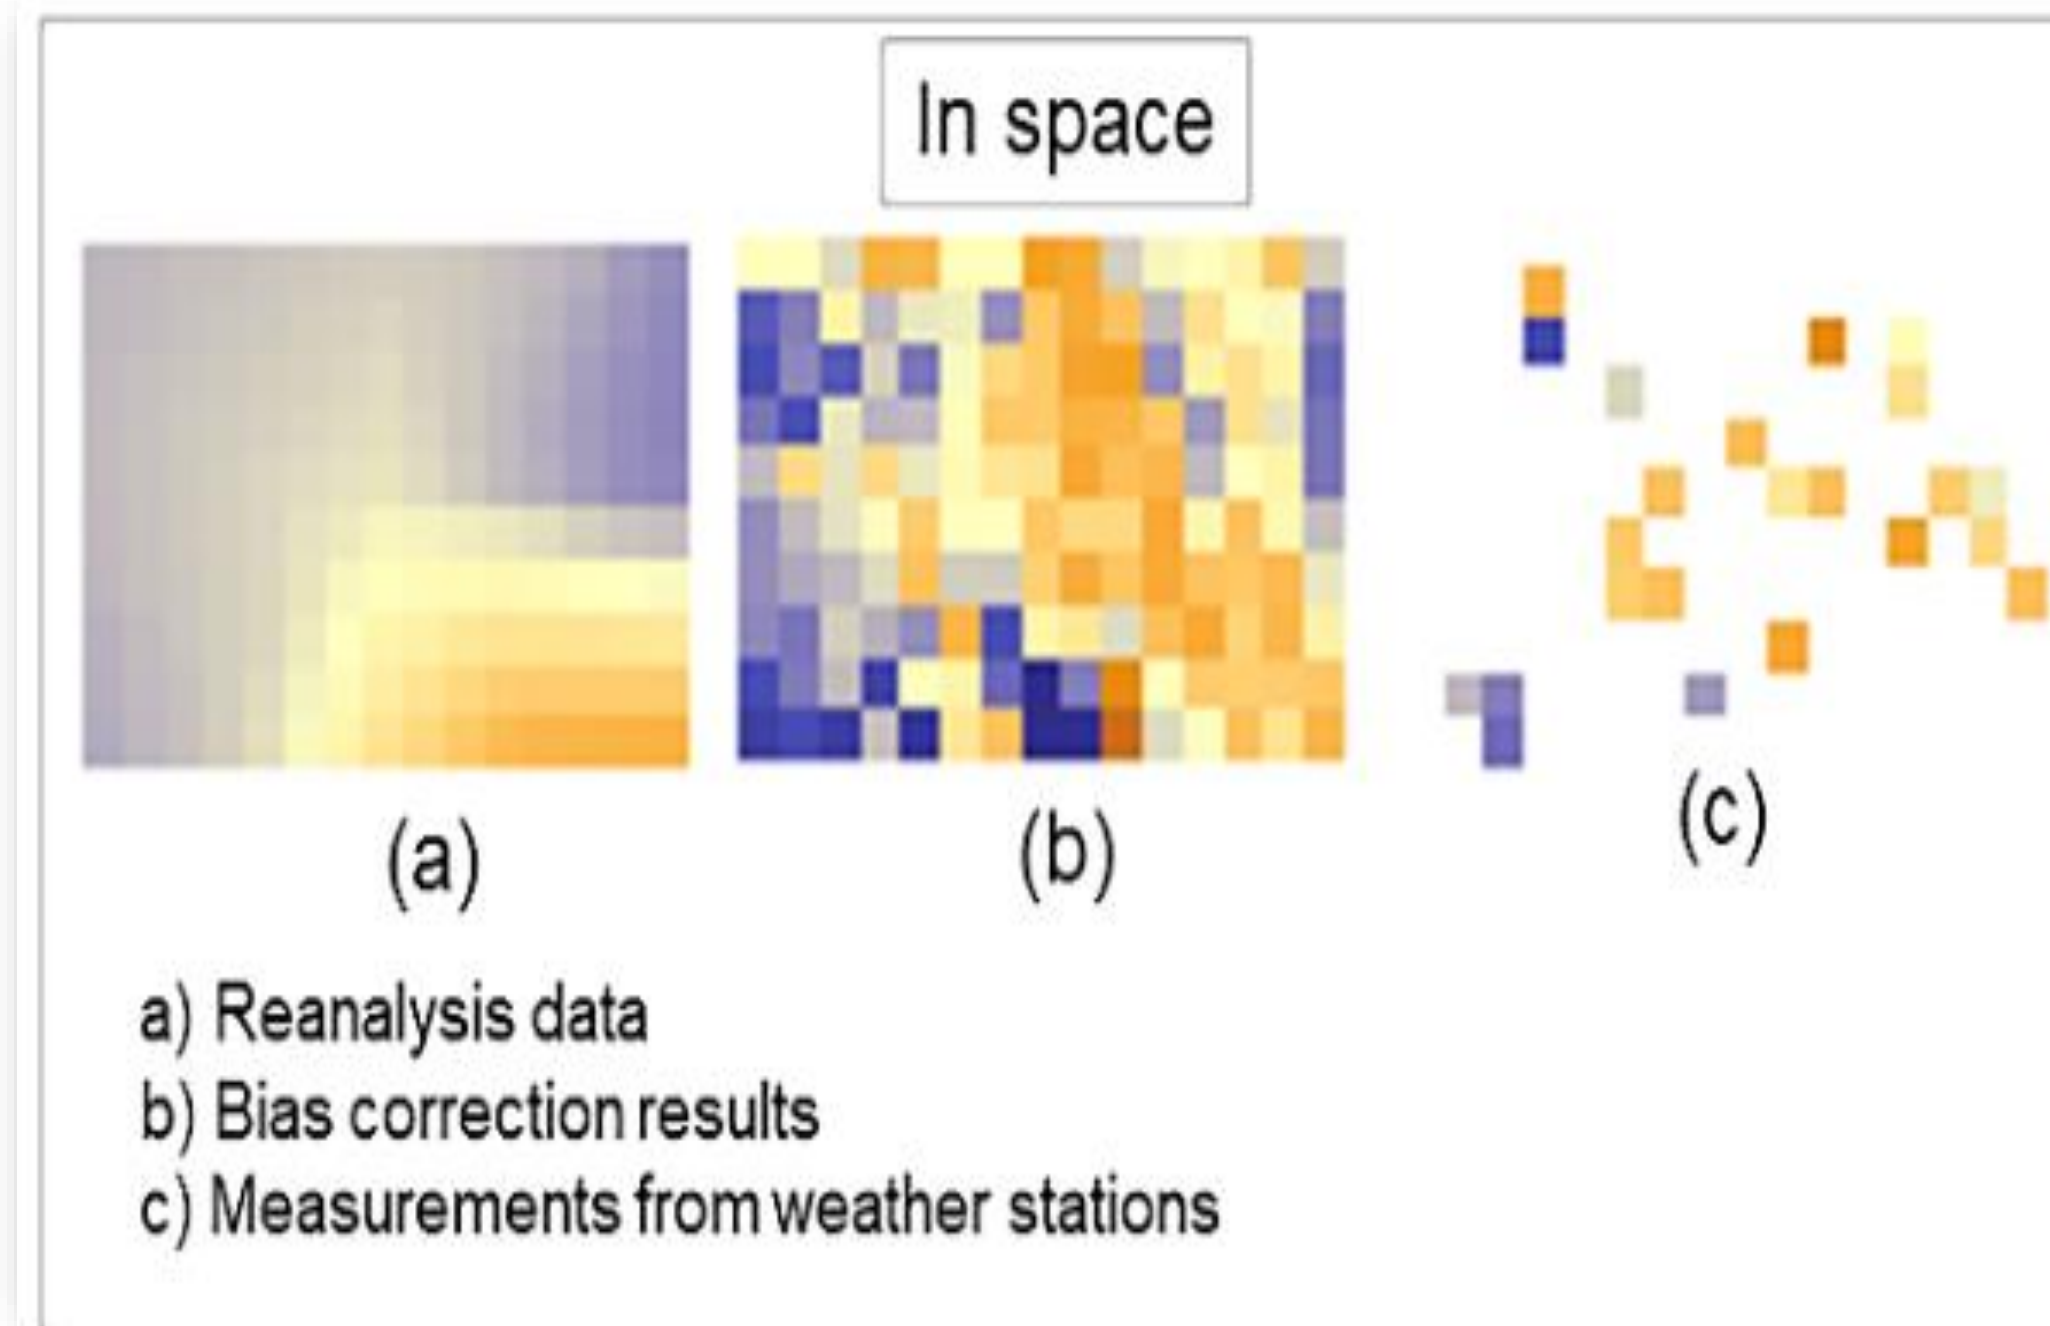 In space
(a)
(b)
(c)
a) Reanalysis data
b) Bias correction results
c) Measurements from weather stations